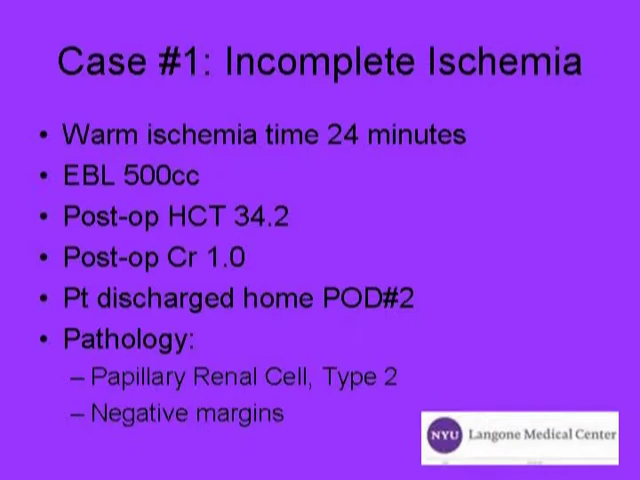 Case #1: Incomplete Ischemia
• Warm ischemia time 24 minutes
• EBL 500cc
• Post-op HCT 34.2
• Post-op Cr 1.0
• Pt discharged home POD#2
• Pathology:
– Papillary Renal Cell, Type 2
– Negative margins
NYU Langone Medical Center